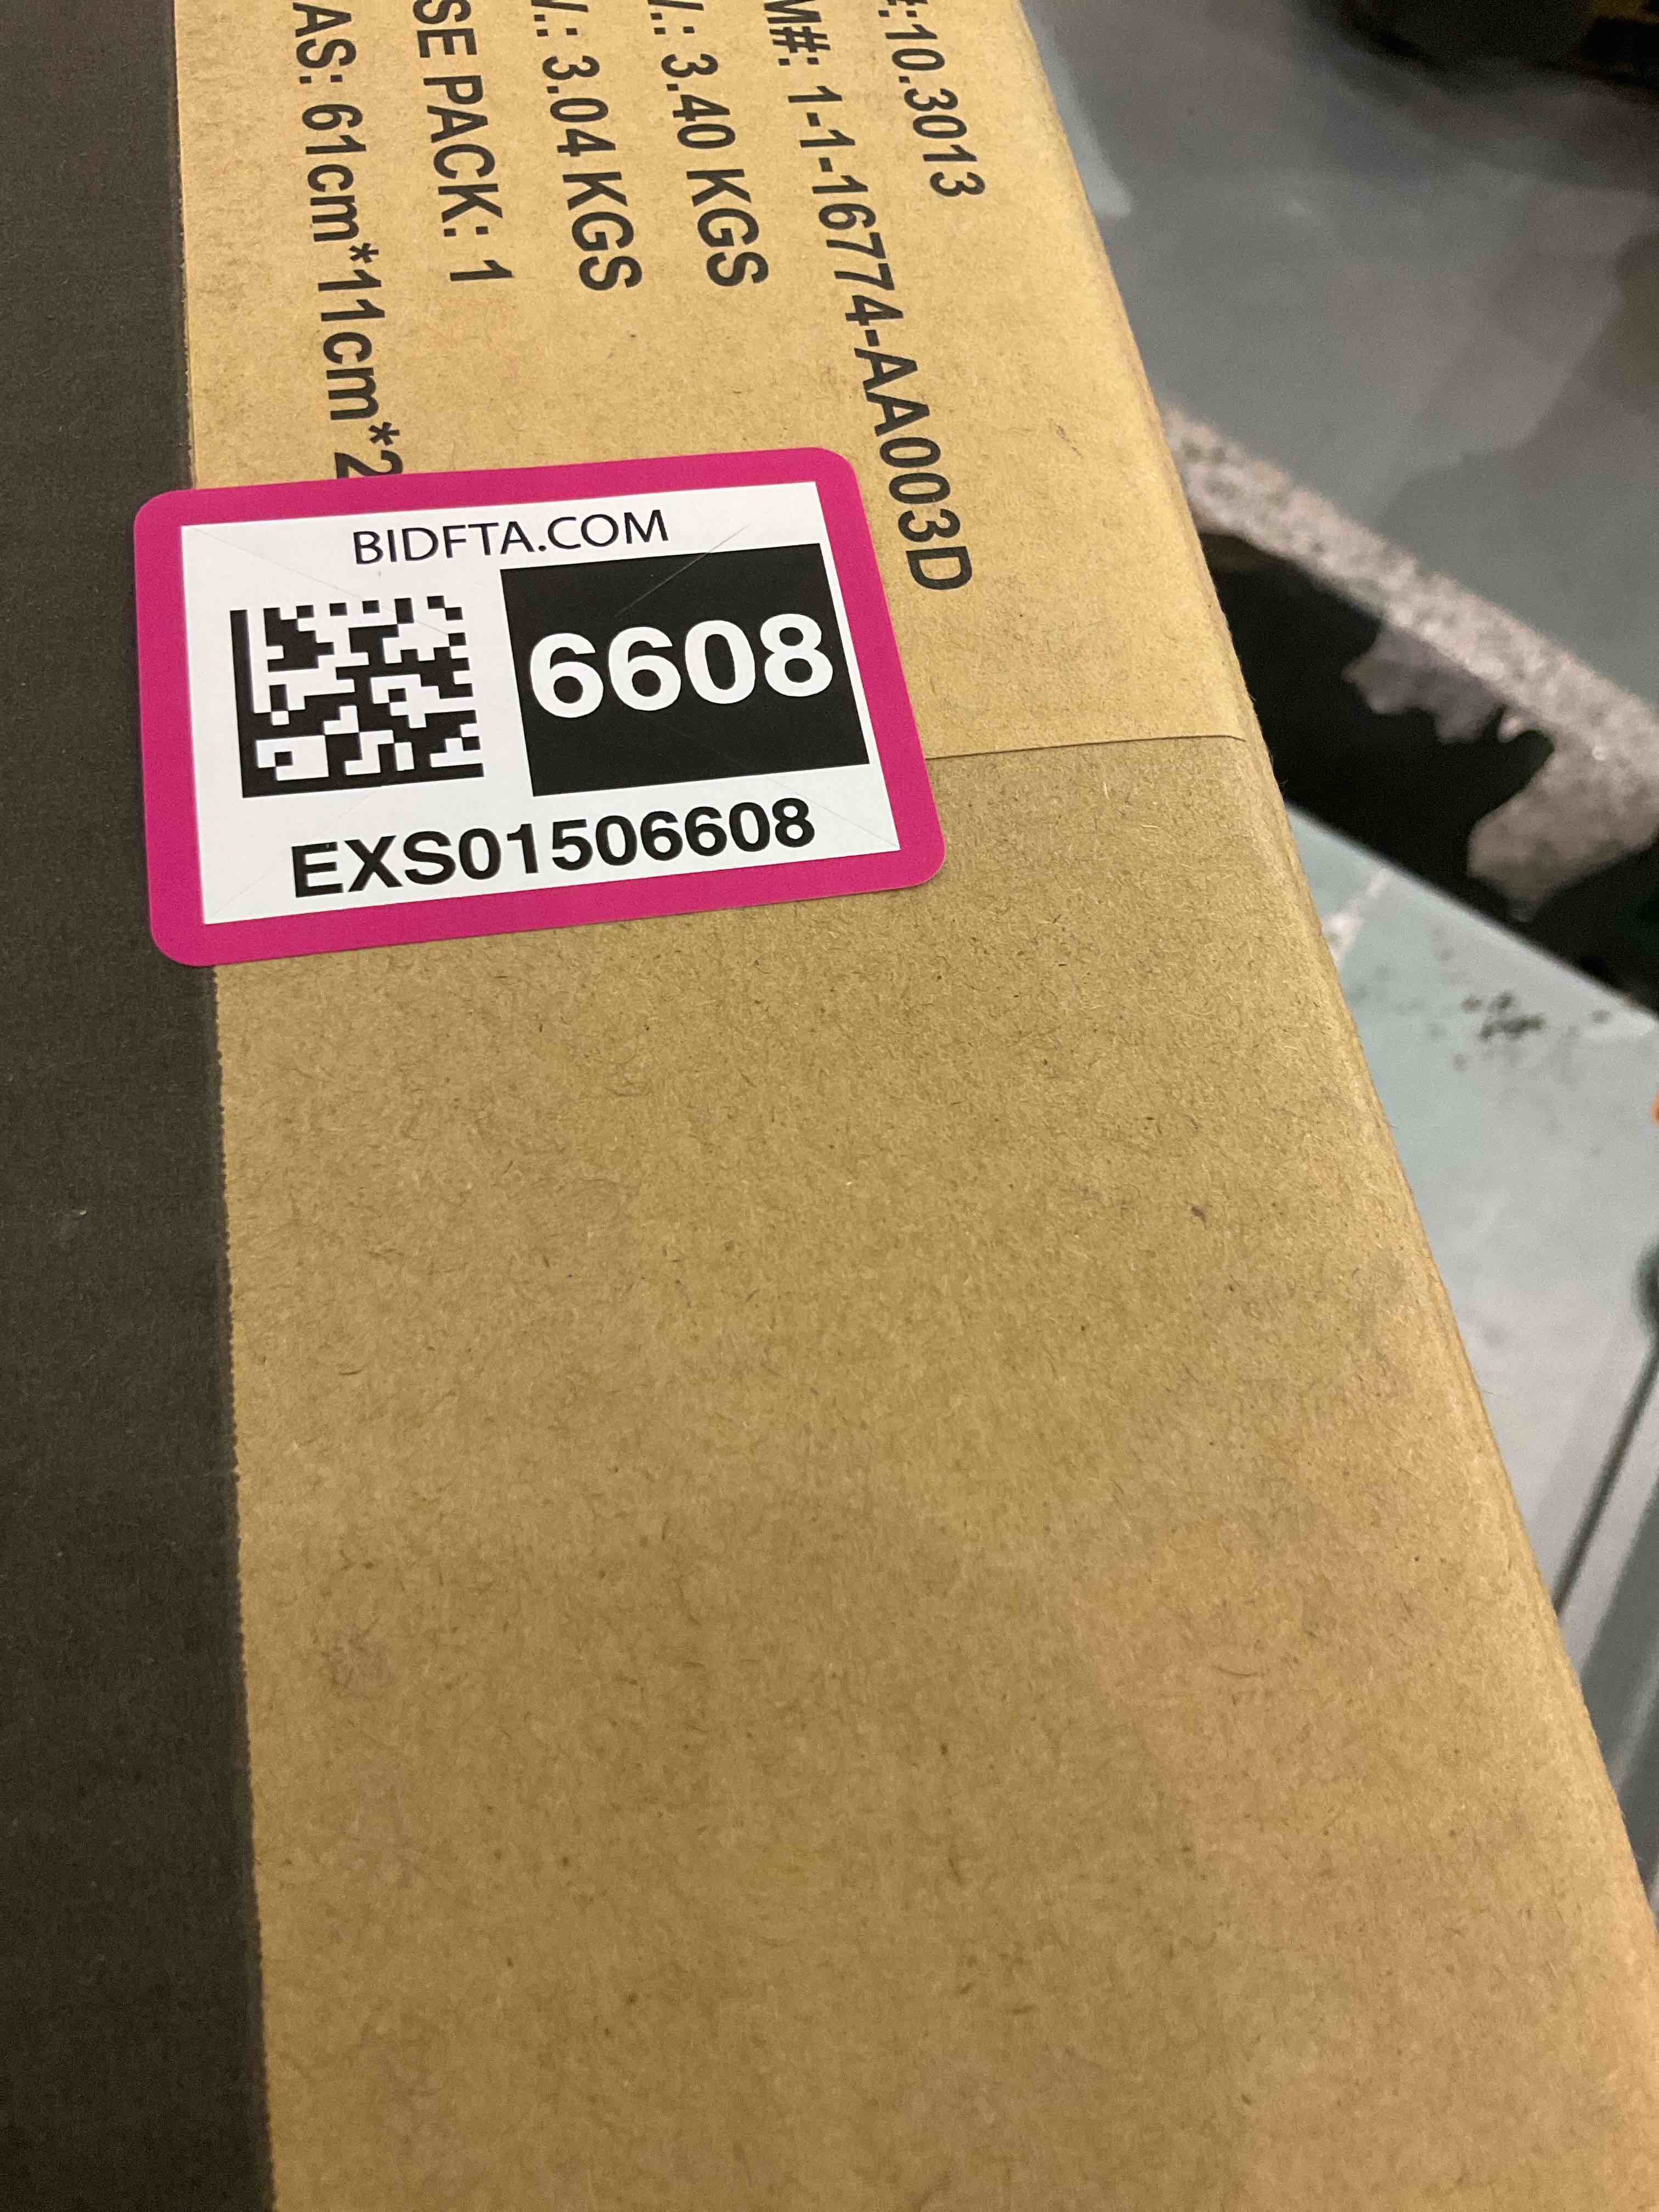 #:10.3013
M#: 1-1-16774-AA003D
/.: 3.40 KGS
/.: 3.04 KGS
SE PACK: 1
AS: 61cm*11cm*2
BIDFTA.COM
6608
EXS01506608